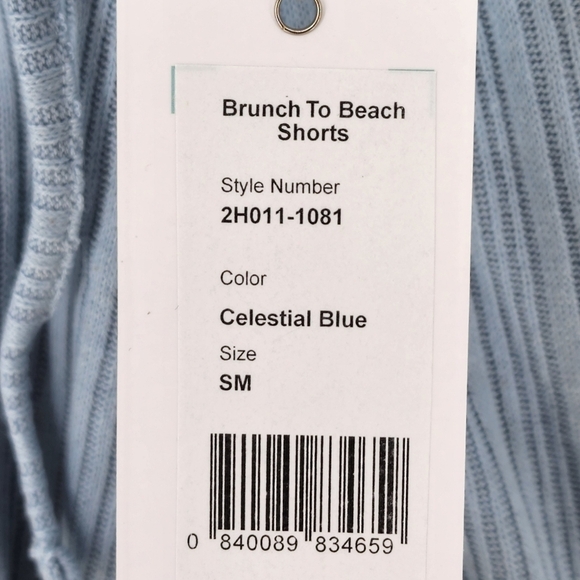 Brunch To Beach
Shorts
Style Number
2H011-1081
Color
Celestial Blue
Size
SM
0 840089 834659